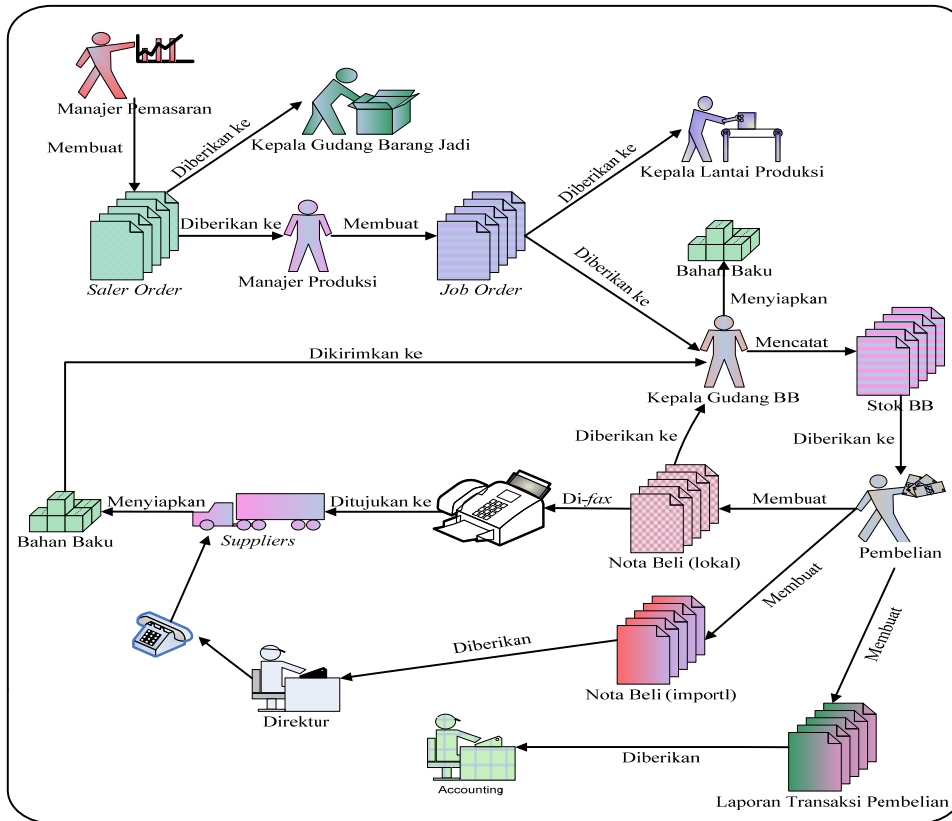 Manajer Pemasaran
Membuat
Diberikan ke
Kepala Gudang Barang Jadi
Diberikan ke
Kepala Lantai Produksi
Saler Order
Diberikan ke
Manajer Produksi
Membuat
Job Order
Diberikan ke
Bahan Baku
Menyiapkan
Dikirimkan ke
Kepala Gudang BB
Mencatat
Stok BB
Diberikan ke
Diberikan ke
Bahan Baku
Menyiapkan
Suppliers
Ditujukan ke
Di-fax
Nota Beli (lokal)
Membuat
Pembelian
Membuat
Membuat
Diberikan
Nota Beli (importl)
Direktur
Accounting
Diberikan
Laporan Transaksi Pembelian